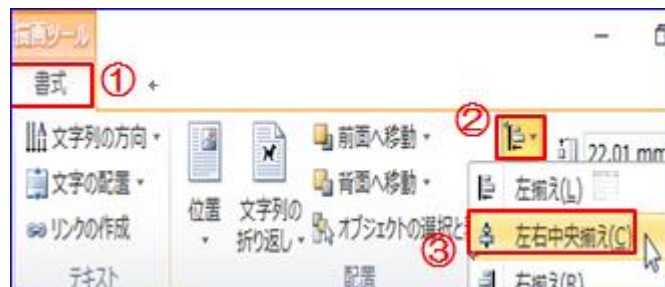 描画ツール
書式 ①
文字列の方向
文字の配置
リンクの作成
テキスト
位置
文字列の
折り返し
前面へ移動
背面へ移動
オブジェクトの選択と
配置
②
22.01 mm
左揃え(L)
③ 左右中央揃え(C)
右揃え(R)